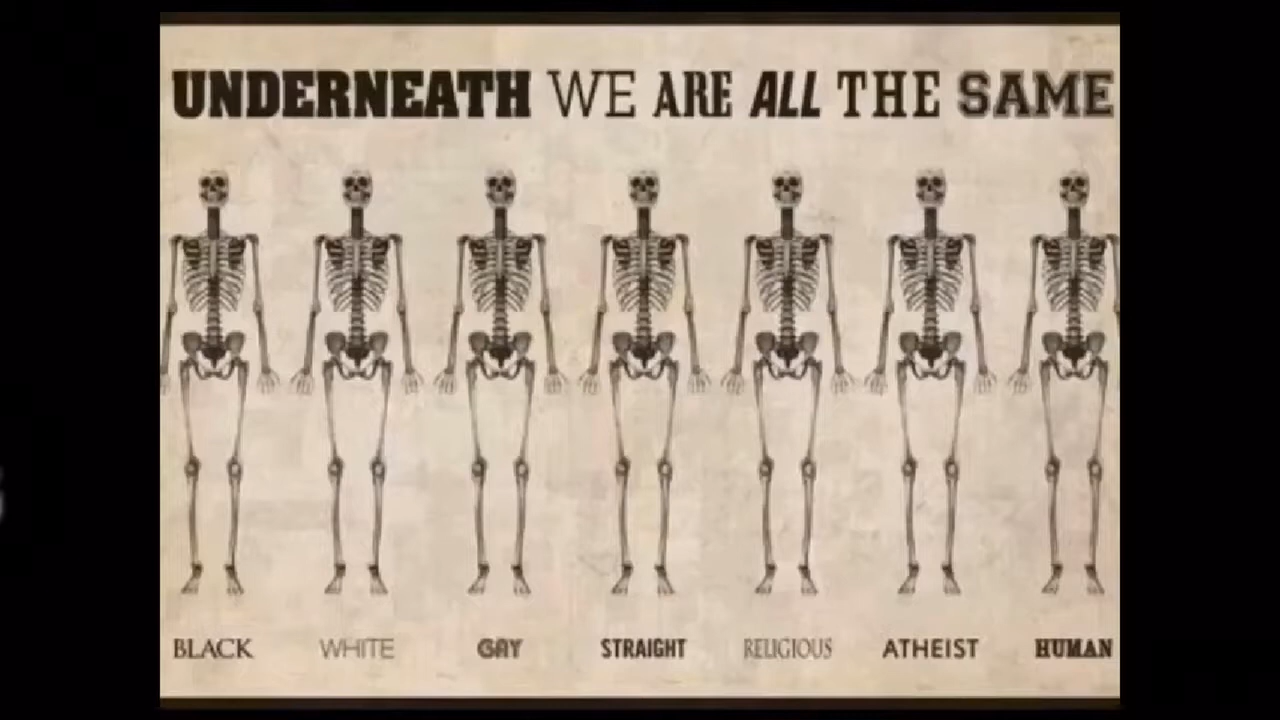 UNDERNEATH WE ARE ALL THE SAME
BLACK WHITE GAY STRAIGHT RELIGIOUS ATHEIST HUMAN